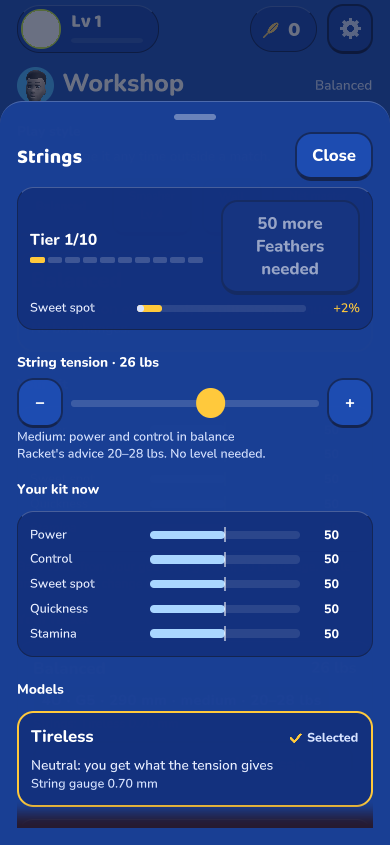 Lv 1
0
Workshop
Balanced
Strings
Close
Tier 1/10
50 more
Feathers
needed
Sweet spot
+2%
String tension · 26 lbs
−
+
Medium: power and control in balance
Racket's advice 20–28 lbs. No level needed.
Your kit now
Power 50
Control 50
Sweet spot 50
Quickness 50
Stamina 50
Models
Tireless
Selected
Neutral: you get what the tension gives
String gauge 0.70 mm